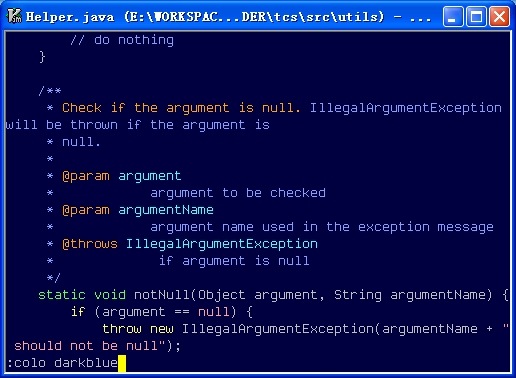 Helper.java (E:\WORKSPAC...DER\tcs\src\utils) - ...
// do nothing
}
/**
* Check if the argument is null. IllegalArgumentException
will be thrown if the argument is
* null.
*
* @param argument
*            argument to be checked
* @param argumentName
*            argument name used in the exception message
* @throws IllegalArgumentException
*             if argument is null
*/
static void notNull(Object argument, String argumentName) {
if (argument == null) {
throw new IllegalArgumentException(argumentName + "
should not be null");
:colo darkblue